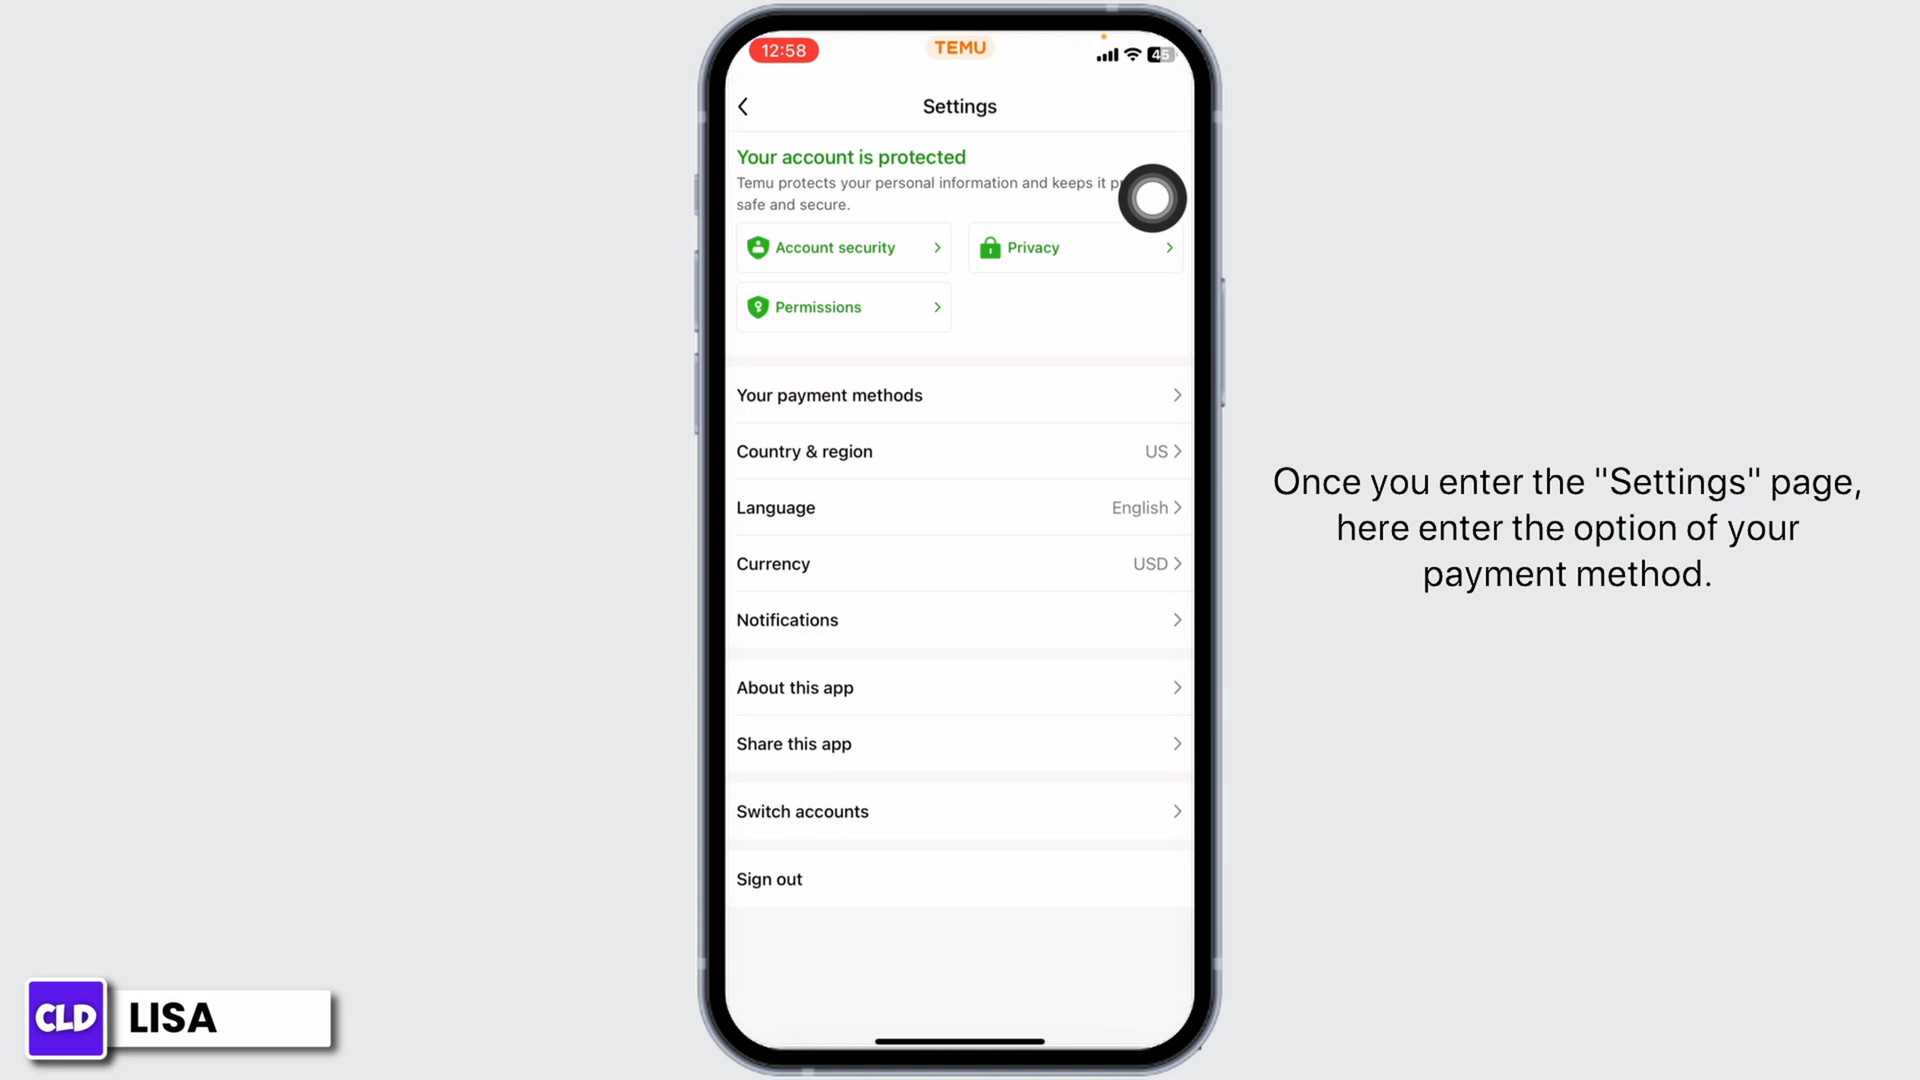 12:58
TEMU
45
Settings
Your account is protected
Temu protects your personal information and keeps it
safe and secure.
Account security
Privacy
Permissions
Your payment methods
Country & region
US
Language
English
Currency
USD
Notifications
About this app
Share this app
Switch accounts
Sign out
Once you enter the "Settings" page,
here enter the option of your
payment method.
CLD
LISA